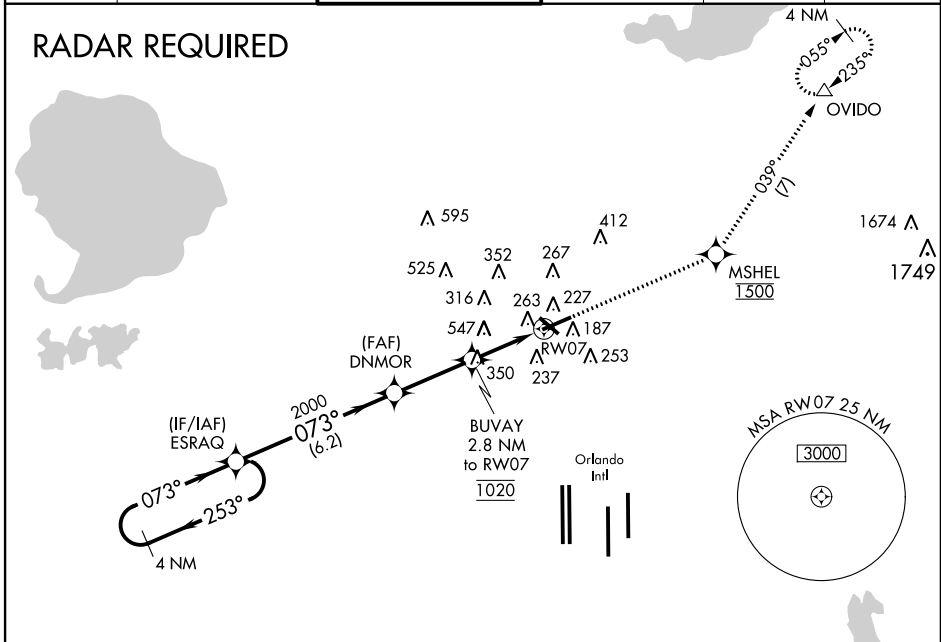 RADAR REQUIRED
4 NM
055°
235°
OVIDO
039°
(7)
595
412
1674
1749
525
352
267
MSHEL
1500
316
263
227
547
187
RW07
350
237
253
(FAF)
DNMOR
2000
073°
(6.2)
(IF/IAF)
ESRAQ
BUVAY
2.8 NM
to RW07
1020
073°
253°
4 NM
Orlando
Intl
MSA RW07 25 NM
3000